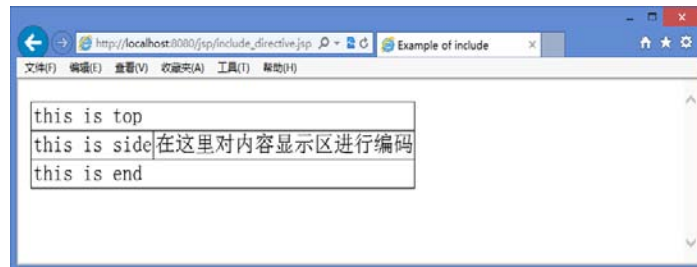 http://localhost:8080/jsp/include_directive.jsp
Example of include
文件(F) 编辑(E) 查看(V) 收藏夹(A) 工具(T) 帮助(H)
this is top
this is side 在这里对内容显示区进行编码
this is end